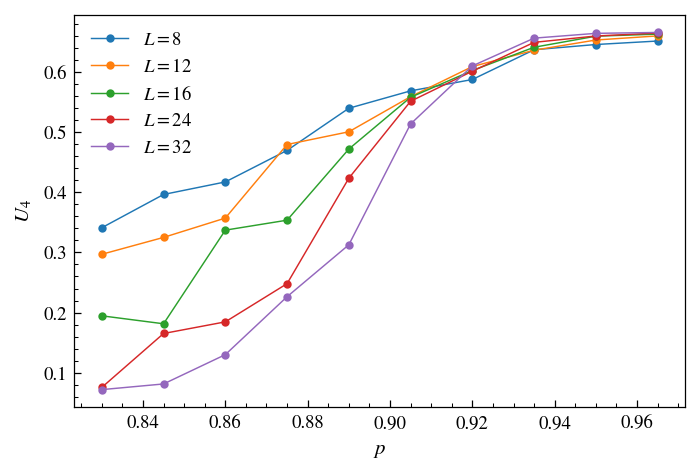 L = 8
L = 12
L = 16
L = 24
L = 32
0.6
0.5
0.4
0.3
0.2
0.1
U₄
0.84 0.86 0.88 0.90 0.92 0.94 0.96
p